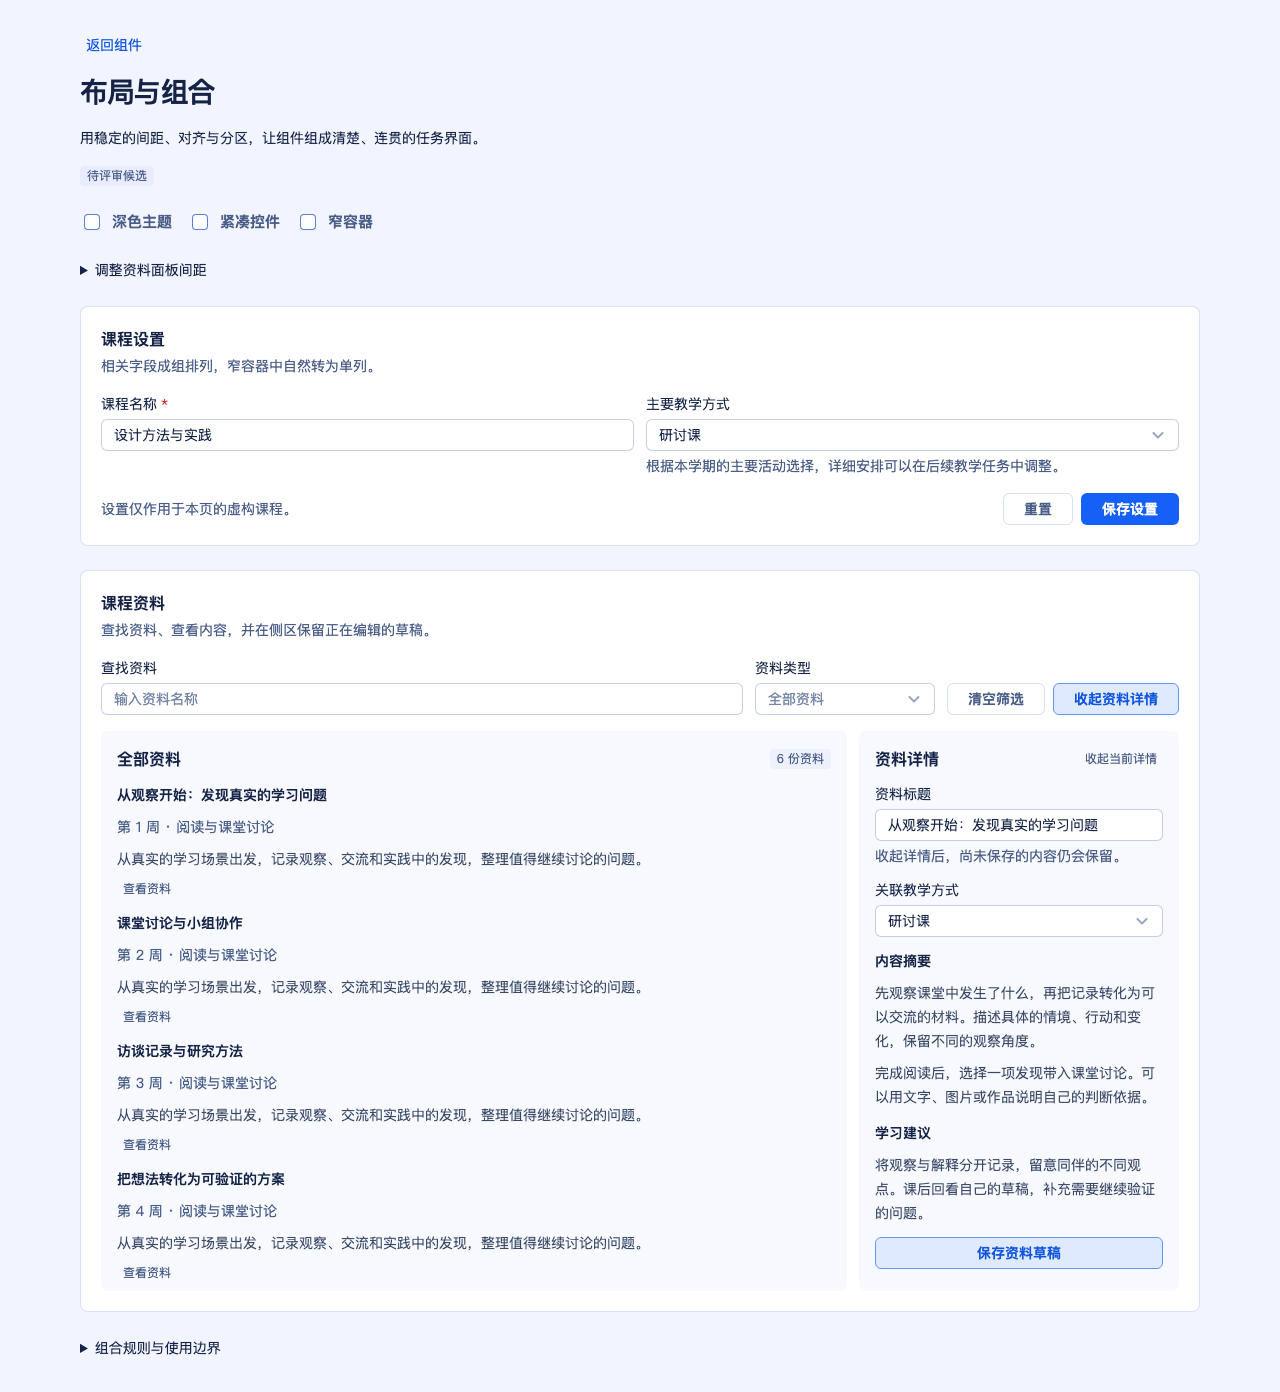 返回组件
布局与组合
用稳定的间距、对齐与分区，让组件组成清楚、连贯的任务界面。
待评审候选
深色主题 紧凑控件 窄容器
调整资料面板间距
课程设置
相关字段成组排列，窄容器中自然转为单列。
课程名称 * 主要教学方式
设计方法与实践 研讨课
根据本学期的主要活动选择，详细安排可以在后续教学任务中调整。
设置仅作用于本页的虚构课程。 重置 保存设置
课程资料
查找资料、查看内容，并在侧区保留正在编辑的草稿。
查找资料 资料类型
输入资料名称 全部资料 清空筛选 收起资料详情
全部资料 6 份资料
从观察开始：发现真实的学习问题
第 1 周 · 阅读与课堂讨论
从真实的学习场景出发，记录观察、交流和实践中的发现，整理值得继续讨论的问题。
查看资料
课堂讨论与小组协作
第 2 周 · 阅读与课堂讨论
从真实的学习场景出发，记录观察、交流和实践中的发现，整理值得继续讨论的问题。
查看资料
访谈记录与研究方法
第 3 周 · 阅读与课堂讨论
从真实的学习场景出发，记录观察、交流和实践中的发现，整理值得继续讨论的问题。
查看资料
把想法转化为可验证的方案
第 4 周 · 阅读与课堂讨论
从真实的学习场景出发，记录观察、交流和实践中的发现，整理值得继续讨论的问题。
查看资料
资料详情 收起当前详情
资料标题
从观察开始：发现真实的学习问题
收起详情后，尚未保存的内容仍会保留。
关联教学方式
研讨课
内容摘要
先观察课堂中发生了什么，再把记录转化为可
以交流的材料。描述具体的情境、行动和变
化，保留不同的观察角度。
完成阅读后，选择一项发现带入课堂讨论。可
以用文字、图片或作品说明自己的判断依据。
学习建议
将观察与解释分开记录，留意同伴的不同观
点。课后回看自己的草稿，补充需要继续验证
的问题。
保存资料草稿
组合规则与使用边界